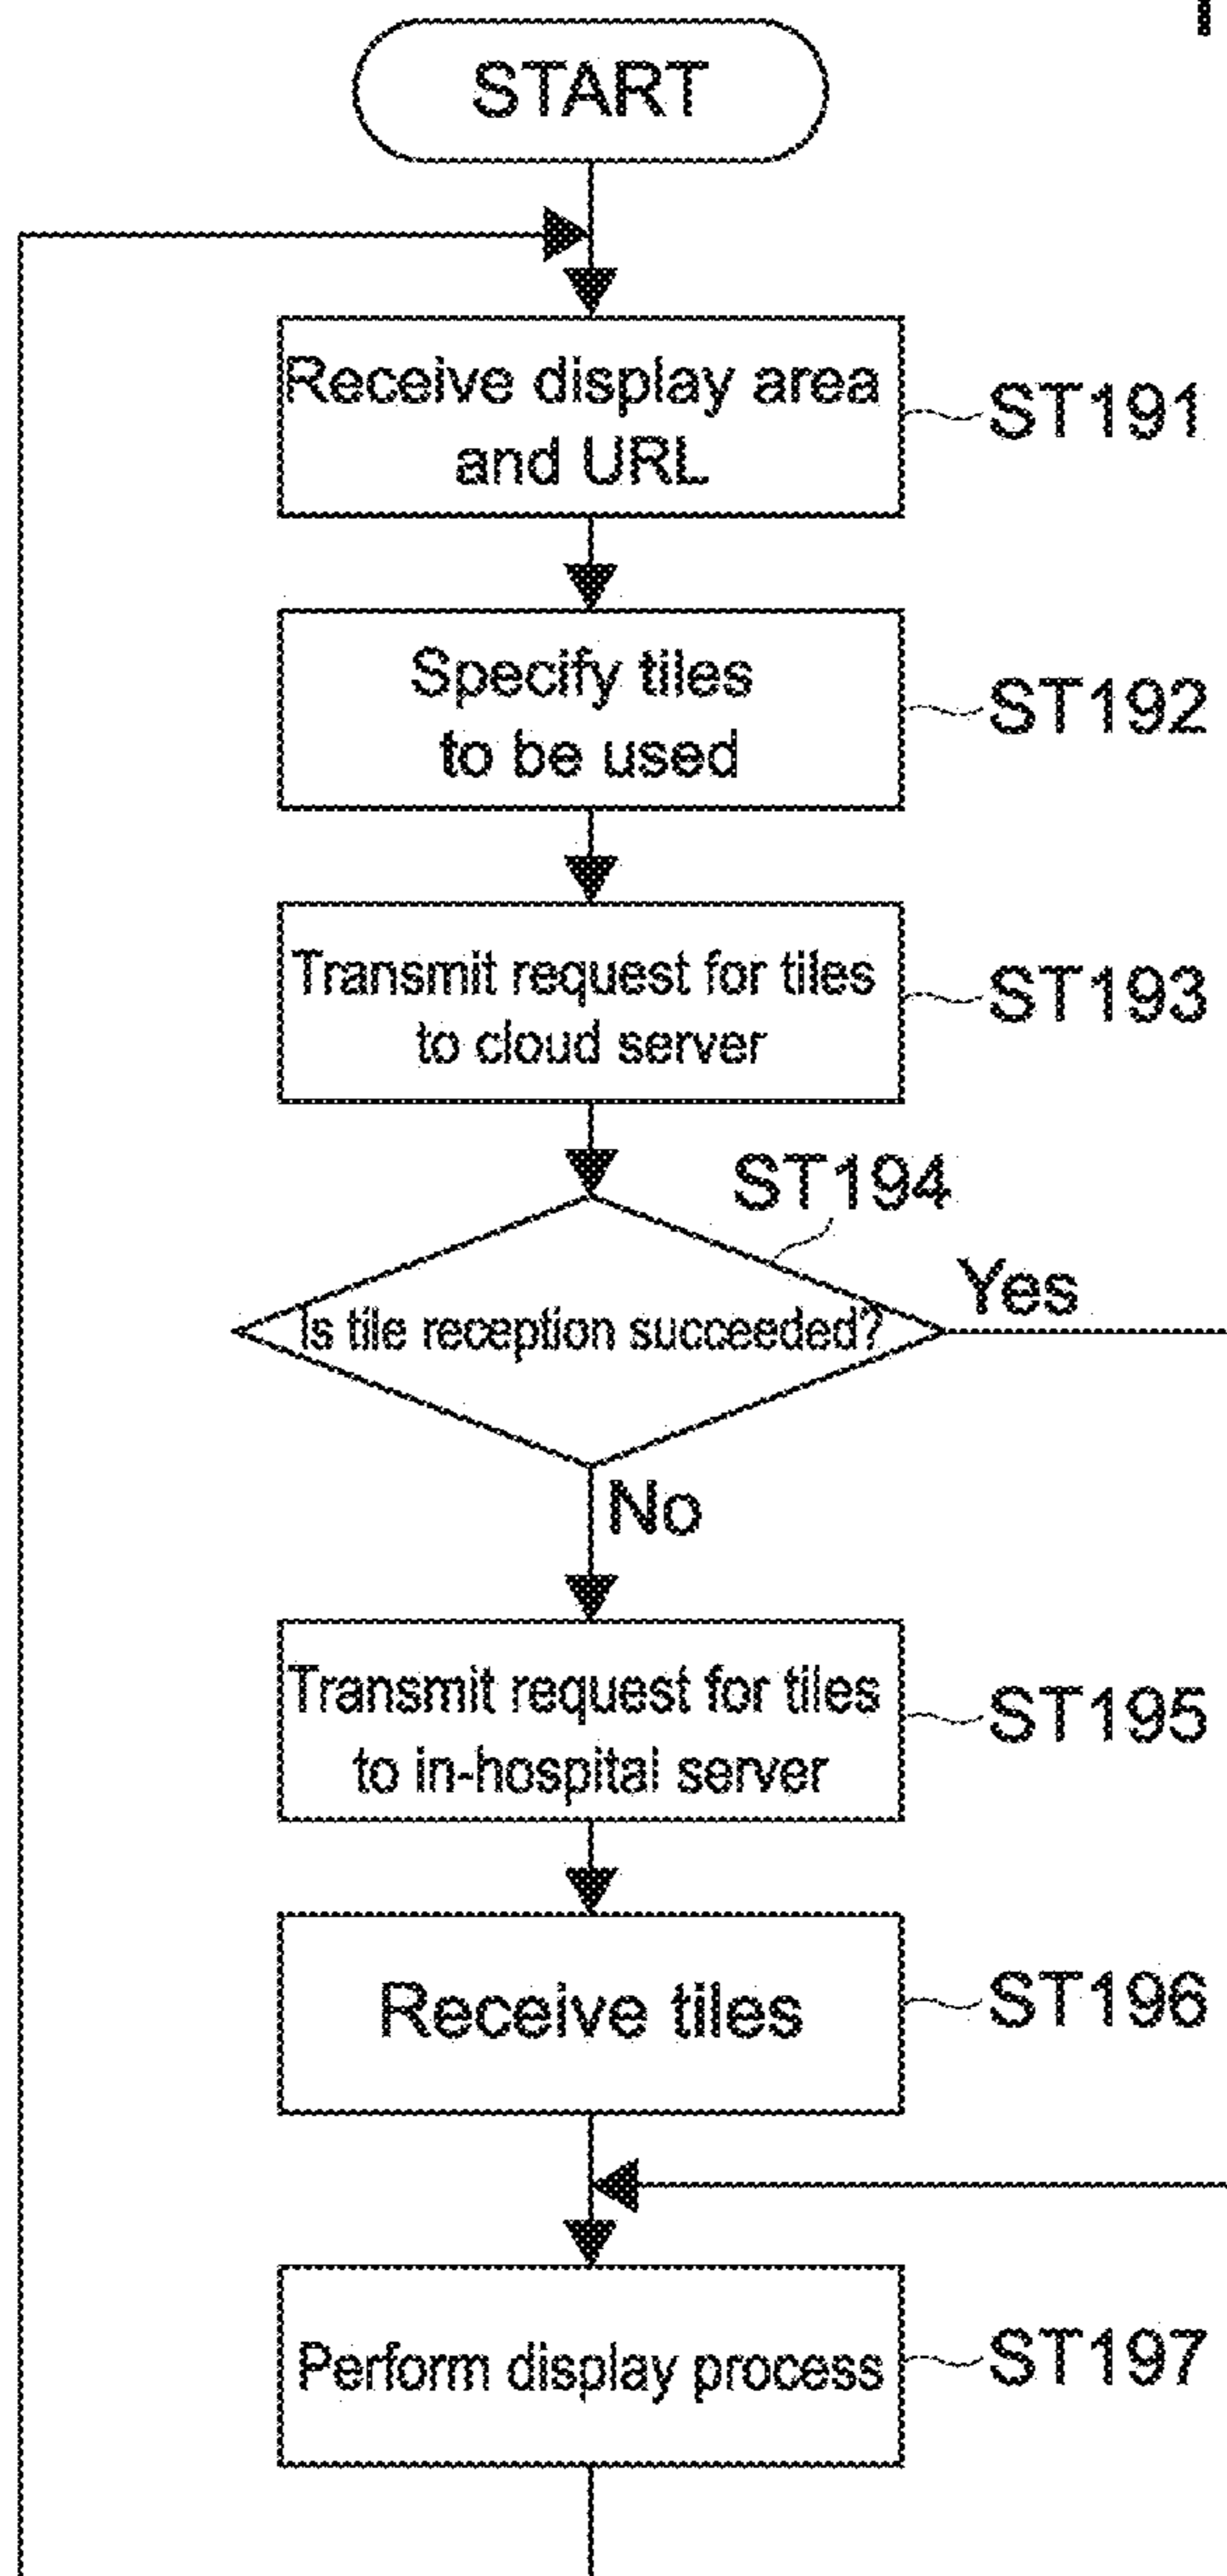 START
Receive display area
and URL
ST191
Specify tiles
to be used
ST192
Transmit request for tiles
to cloud server
ST193
ST194
Is tile reception succeeded?
Yes
No
Transmit request for tiles
to in-hospital server
ST195
Receive tiles
ST196
Perform display process
ST197